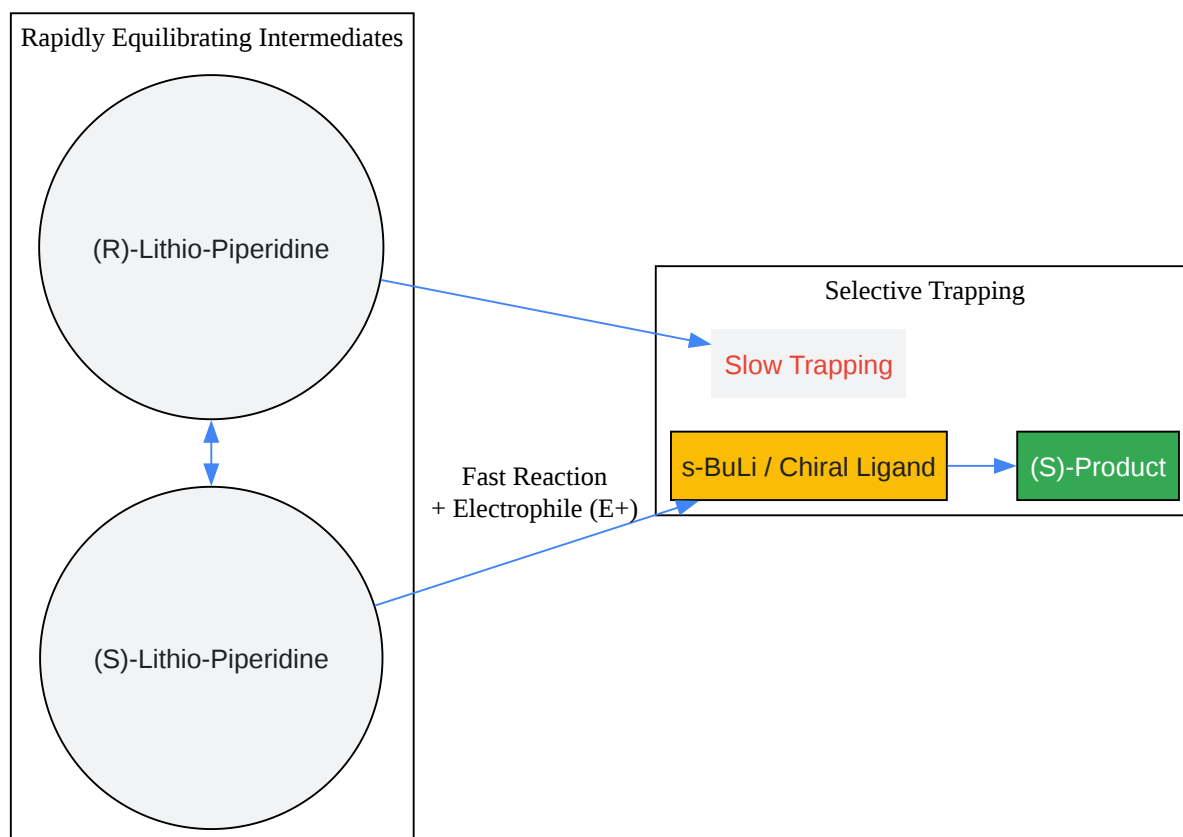 Rapidly Equilibrating Intermediates
(R)-Lithio-Piperidine
(S)-Lithio-Piperidine
Fast Reaction
+ Electrophile (E+)
Selective Trapping
Slow Trapping
s-BuLi / Chiral Ligand
(S)-Product